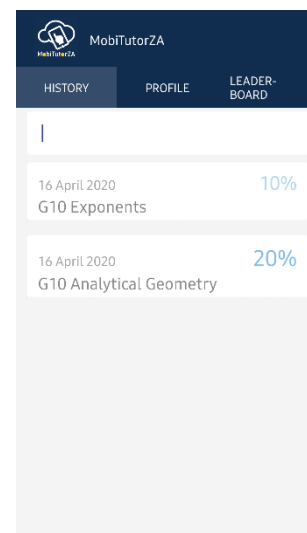 MobiTutorZA
MobiTutorZA
HISTORY
PROFILE
LEADER-
BOARD
16 April 2020
10%
G10 Exponents
16 April 2020
20%
G10 Analytical Geometry